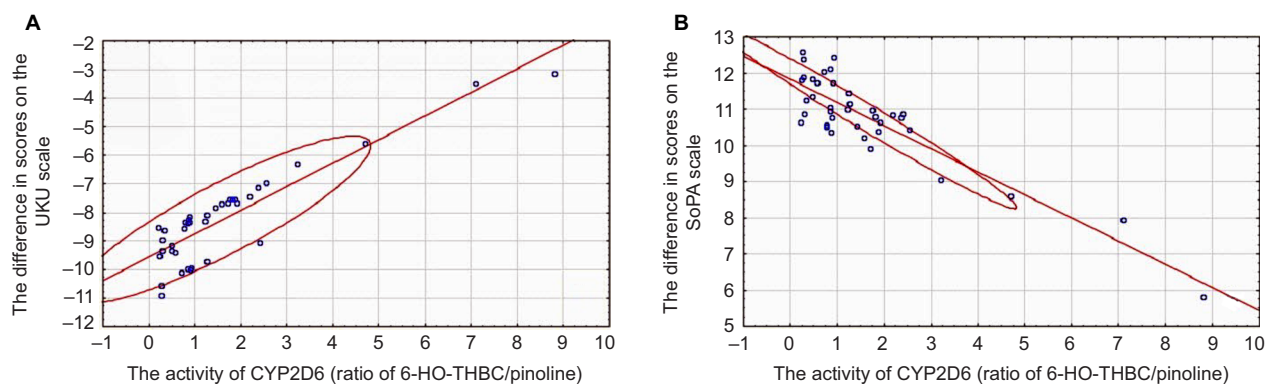 A
The difference in scores on the
UKU scale
–2
–3
–4
–5
–6
–7
–8
–9
–10
–11
–12
–1 0 1 2 3 4 5 6 7 8 9 10
The activity of CYP2D6 (ratio of 6-HO-THBC/pinoline)
B
The difference in scores on the
SoPA scale
13
12
11
10
9
8
7
6
5
–1 0 1 2 3 4 5 6 7 8 9 10
The activity of CYP2D6 (ratio of 6-HO-THBC/pinoline)